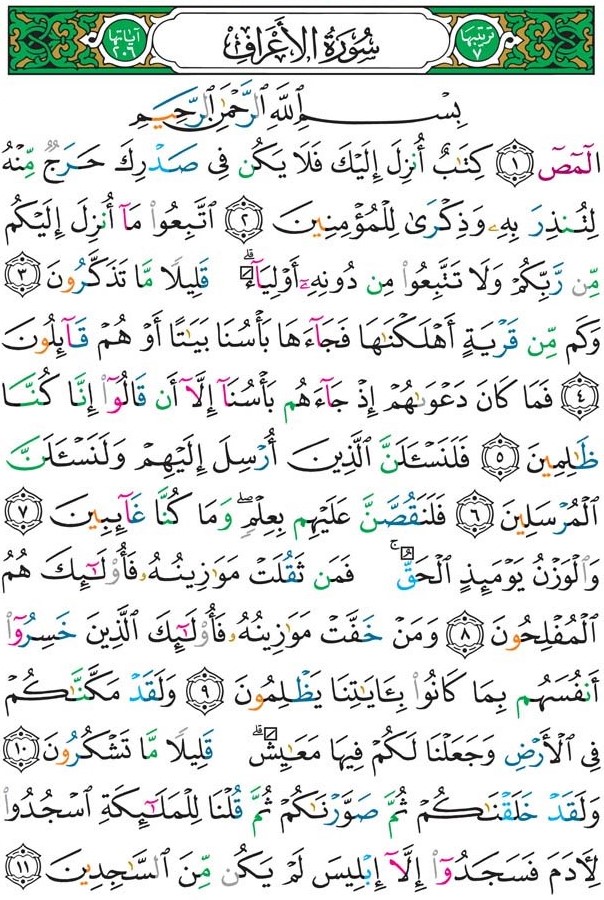 ترتيبها ٧ سُورَةُ الأَعْرَافِ آياتها ٢٠٦
بِسْمِ ٱللَّهِ ٱلرَّحْمَٰنِ ٱلرَّحِيمِ
الٓمٓصٓ ١ كِتَٰبٌ أُنزِلَ إِلَيْكَ فَلَا يَكُن فِى صَدْرِكَ حَرَجٌ مِّنْهُ
لِتُنذِرَ بِهِۦ وَذِكْرَىٰ لِلْمُؤْمِنِينَ ٢ ٱتَّبِعُوا۟ مَآ أُنزِلَ إِلَيْكُم
مِّن رَّبِّكُمْ وَلَا تَتَّبِعُوا۟ مِن دُونِهِۦٓ أَوْلِيَآءَ ۗ قَلِيلًا مَّا تَذَكَّرُونَ ٣
وَكَم مِّن قَرْيَةٍ أَهْلَكْنَٰهَا فَجَآءَهَا بَأْسُنَا بَيَٰتًا أَوْ هُمْ قَآئِلُونَ
٤ فَمَا كَانَ دَعْوَىٰهُمْ إِذْ جَآءَهُم بَأْسُنَآ إِلَّآ أَن قَالُوٓا۟ إِنَّا كُنَّا
ظَٰلِمِينَ ٥ فَلَنَسْـَٔلَنَّ ٱلَّذِينَ أُرْسِلَ إِلَيْهِمْ وَلَنَسْـَٔلَنَّ
ٱلْمُرْسَلِينَ ٦ فَلَنَقُصَّنَّ عَلَيْهِم بِعِلْمٍ ۖ وَمَا كُنَّا غَآئِبِينَ ٧
وَٱلْوَزْنُ يَوْمَئِذٍ ٱلْحَقُّ ۚ فَمَن ثَقُلَتْ مَوَٰزِينُهُۥ فَأُو۟لَٰٓئِكَ هُمُ
ٱلْمُفْلِحُونَ ٨ وَمَنْ خَفَّتْ مَوَٰزِينُهُۥ فَأُو۟لَٰٓئِكَ ٱلَّذِينَ خَسِرُوٓا۟
أَنفُسَهُم بِمَا كَانُوا۟ بِـَٔايَٰتِنَا يَظْلِمُونَ ٩ وَلَقَدْ مَكَّنَّٰكُمْ
فِى ٱلْأَرْضِ وَجَعَلْنَا لَكُمْ فِيهَا مَعَٰيِشَ ۗ قَلِيلًا مَّا تَشْكُرُونَ ١٠
وَلَقَدْ خَلَقْنَٰكُمْ ثُمَّ صَوَّرْنَٰكُمْ ثُمَّ قُلْنَا لِلْمَلَٰٓئِكَةِ ٱسْجُدُوا۟
لِـَٔادَمَ فَسَجَدُوٓا۟ إِلَّآ إِبْلِيسَ لَمْ يَكُن مِّنَ ٱلسَّٰجِدِينَ ١١